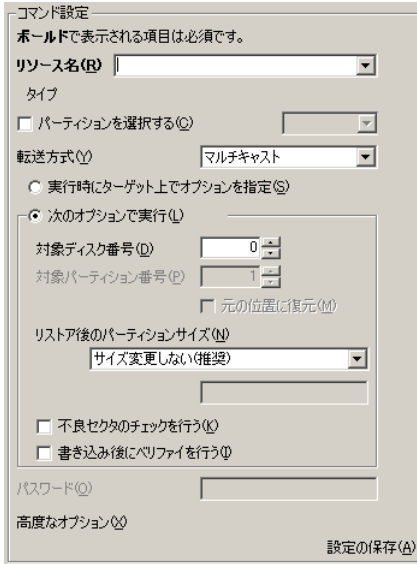 コマンド設定
ボールドで表示される項目は必須です。
リソース名(R)
タイプ
パーティションを選択する(C)
転送方式(Y) マルチキャスト
実行時にターゲット上でオプションを指定(S)
次のオプションで実行(L)
対象ディスク番号(D) 0
対象パーティション番号(P) 1
元の位置に復元(M)
リストア後のパーティションサイズ(N)
サイズ変更しない(推奨)
不良セクタのチェックを行う(K)
書き込み後にベリファイを行う(I)
パスワード(O)
高度なオプション(X)
設定の保存(A)